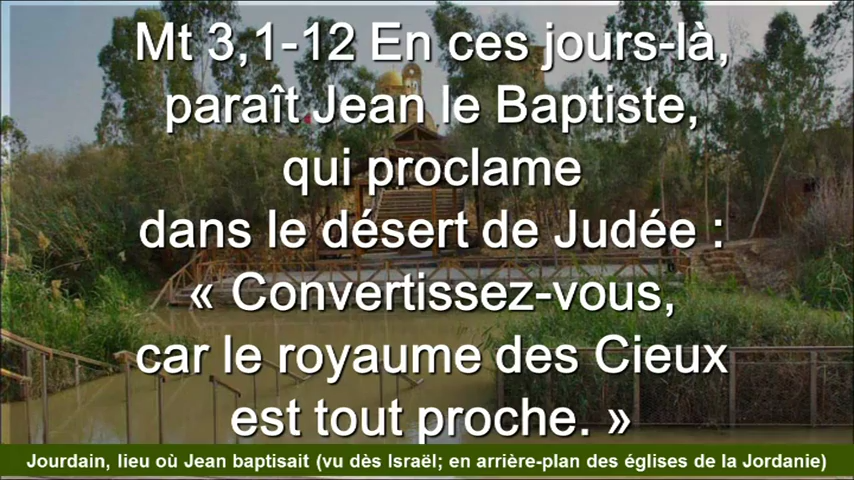 Mt 3,1-12 En ces jours-là,
paraît Jean le Baptiste,
qui proclame
dans le désert de Judée :
« Convertissez-vous,
car le royaume des Cieux
est tout proche. »
Jourdain, lieu où Jean baptisait (vu dès Israël; en arrière-plan des églises de la Jordanie)